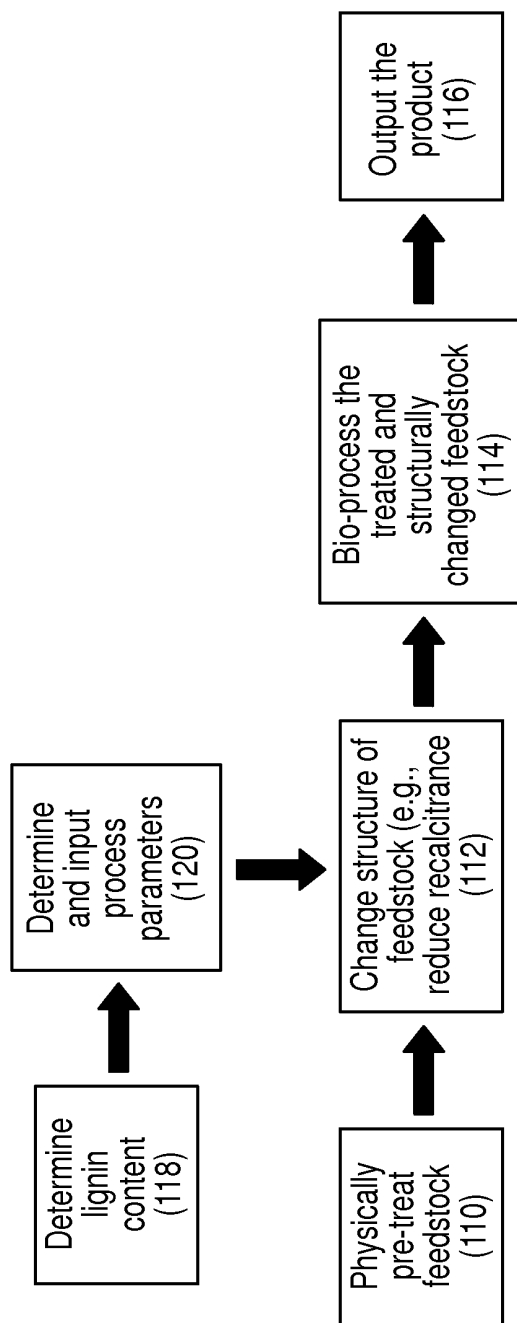 Determine
lignin
content
(118)
Determine
and input
process
parameters
(120)
Physically
pre-treat
feedstock
(110)
Change structure of
feedstock (e.g.,
reduce recalcitrance
(112)
Bio-process the
treated and
structurally
changed feedstock
(114)
Output the
product
(116)